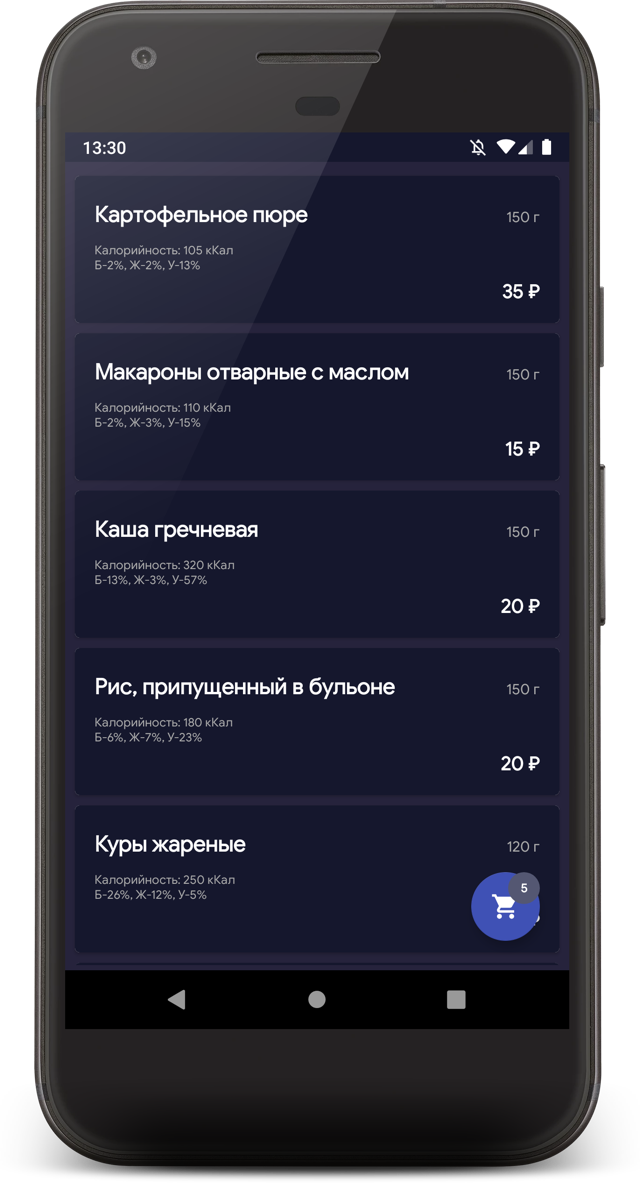 13:30
Картофельное пюре
150 г
Калорийность: 105 кКал
Б-2%, Ж-2%, У-13%
35 ₽
Макароны отварные с маслом
150 г
Калорийность: 110 кКал
Б-2%, Ж-3%, У-15%
15 ₽
Каша гречневая
150 г
Калорийность: 320 кКал
Б-13%, Ж-3%, У-57%
20 ₽
Рис, припущенный в бульоне
150 г
Калорийность: 180 кКал
Б-6%, Ж-7%, У-23%
20 ₽
Куры жареные
120 г
Калорийность: 250 кКал
Б-26%, Ж-12%, У-5%
5